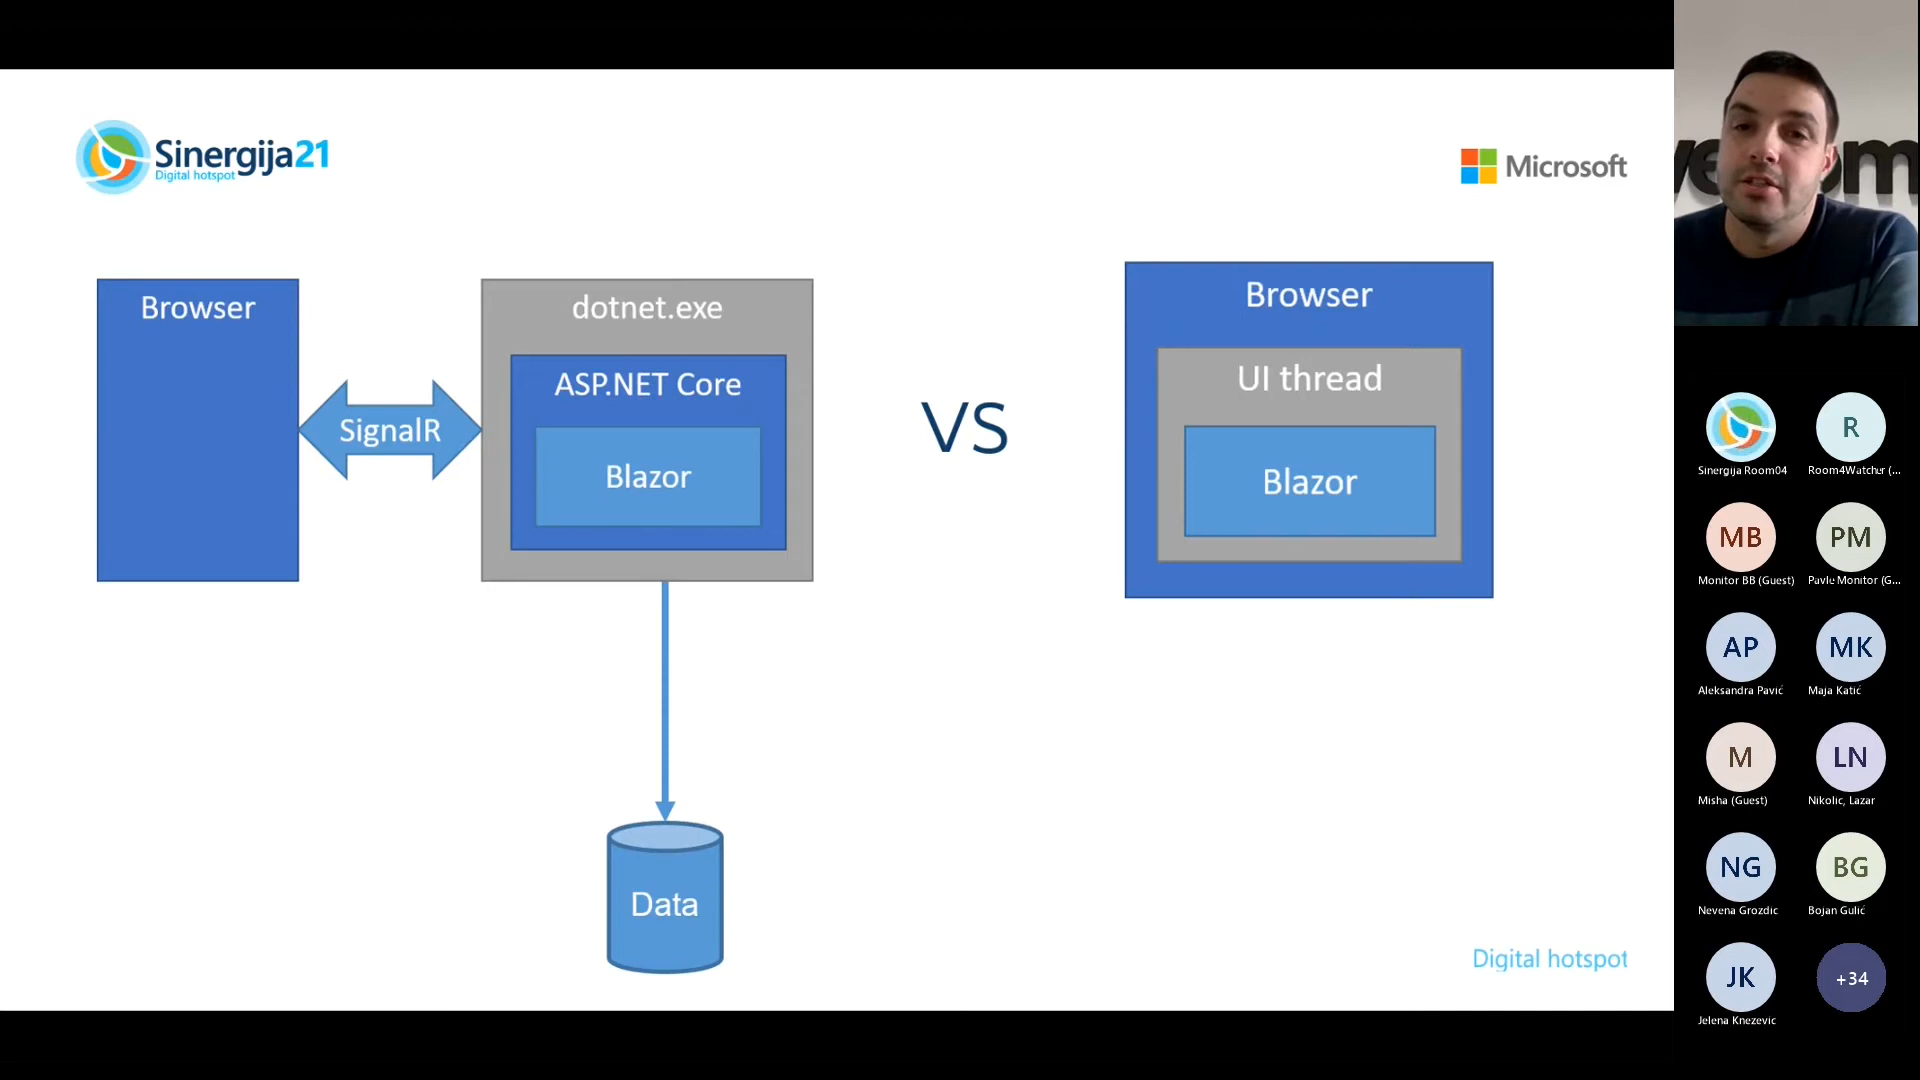 Sinergija21
Digital hotspot
Microsoft
Browser
SignalR
dotnet.exe
ASP.NET Core
Blazor
Data
VS
Browser
UI thread
Blazor
Digital hotspot
Sinergija Room04
R
Room4Watcher (...
MB
Monitor BB (Guest)
PM
Pavle Monitor (G...
AP
Aleksandra Pavić
MK
Maja Katić
M
Misha (Guest)
LN
Nikolic, Lazar
NG
Nevena Grozdic
BG
Bojan Gulić
JK
Jelena Knezevic
+34